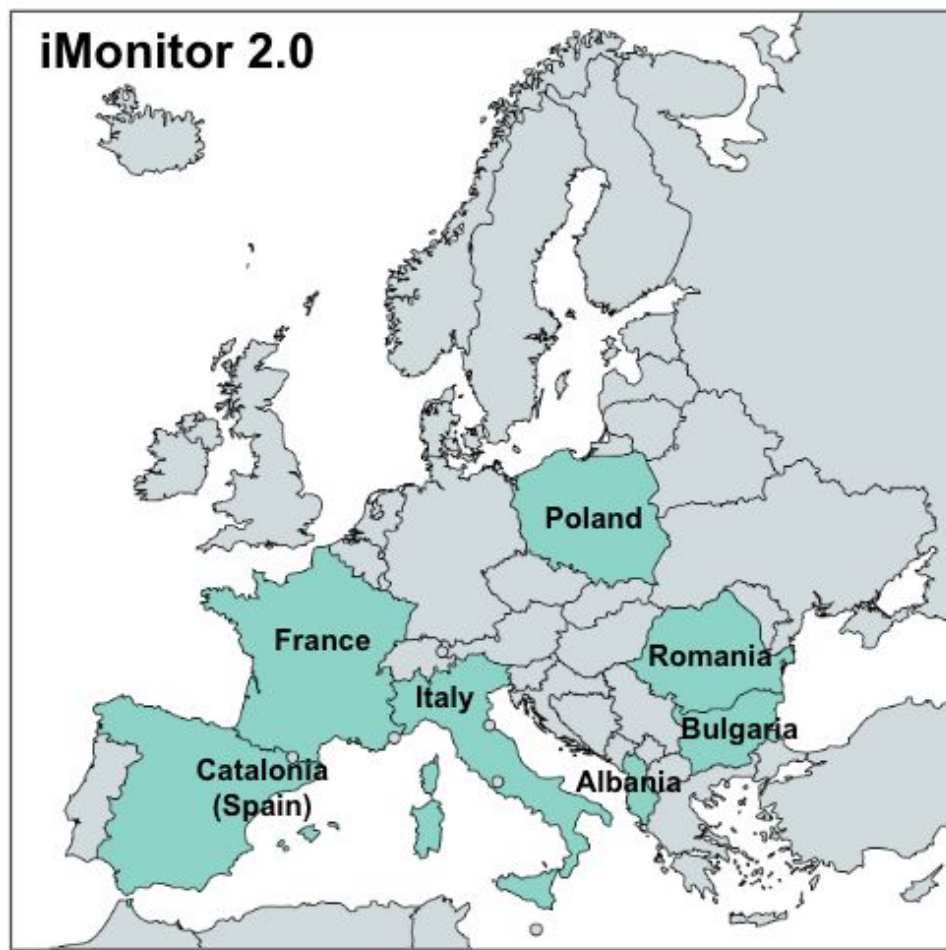 iMonitor 2.0
Poland
France
Romania
Italy
Bulgaria
Catalonia
(Spain)
Albania